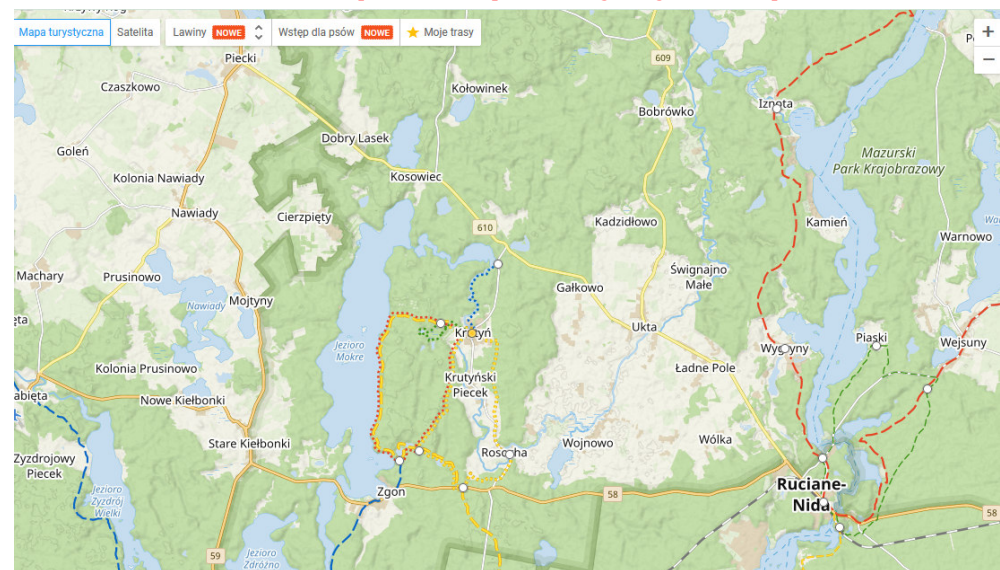 Mapa turystyczna
Satelita
Lawiny NOWE
Wstęp dla psów NOWE
Moje trasy
+
−
Piecki
609
Czaszkowo
Kołowinek
Iznota
Bobrówko
Dobry Lasek
Goleń
Mazurski
Park Krajobrazowy
Kolonia Nawiady
Kosowiec
Nawiady
Cierzpięty
610
Kadzidłowo
Kamień
Warnowo
Machary
Prusinowo
Śwignajno
Małe
Gałkowo
Nawiady
Mojtyny
Ukta
Krutyń
Jezioro
Mokre
Wygryny
Piaski
Wejsuny
Kolonia Prusinowo
Ładne Pole
Krutyński
Piecek
Nowe Kiełbonki
Stare Kiełbonki
Wojnowo
Wólka
Rosocha
Zyzdrojowy
Piecek
Zgon
Ruciane-
Nida
Jezioro
Zyzdrój
Wielki
58
58
59
Jezioro
Zdróżno